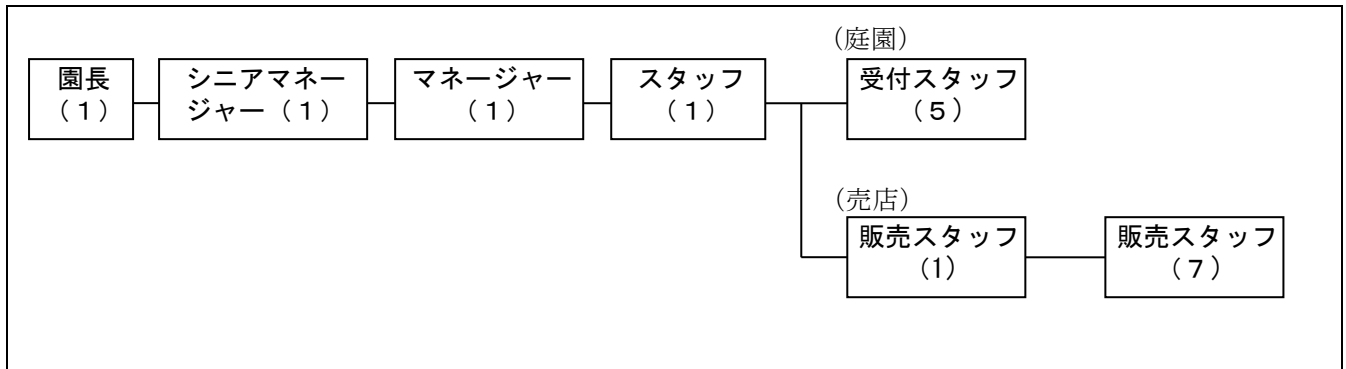 （庭園）
園長
（１）
シニアマネー
ジャー（１）
マネージャー
（１）
スタッフ
（１）
受付スタッフ
（５）
（売店）
販売スタッフ
(1)
販売スタッフ
（７）